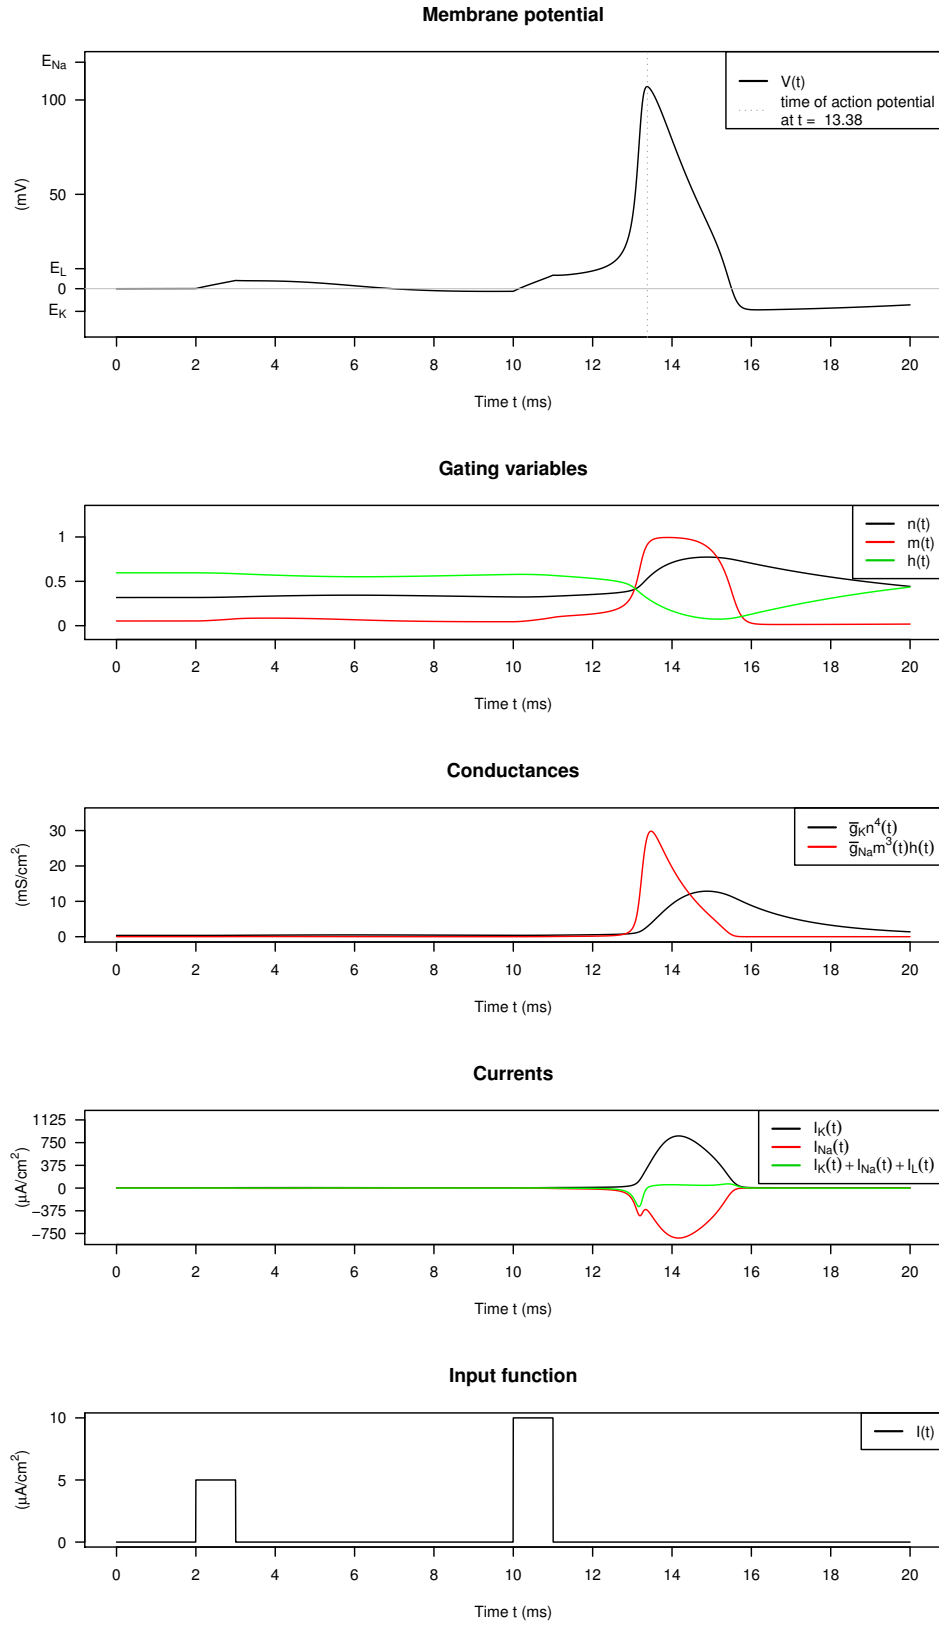 Membrane potential
E_Na
100
50
E_L
0
E_K
(mV)
V(t)
time of action potential
at t = 13.38
0 2 4 6 8 10 12 14 16 18 20
Time t (ms)
Gating variables
1
0.5
0
n(t)
m(t)
h(t)
0 2 4 6 8 10 12 14 16 18 20
Time t (ms)
Conductances
30
20
10
0
(mS/cm²)
g̅_K n⁴(t)
g̅_Na m³(t)h(t)
0 2 4 6 8 10 12 14 16 18 20
Time t (ms)
Currents
1125
750
375
0
−375
−750
(μA/cm²)
I_K(t)
I_Na(t)
I_K(t) + I_Na(t) + I_L(t)
0 2 4 6 8 10 12 14 16 18 20
Time t (ms)
Input function
10
5
0
(μA/cm²)
I(t)
0 2 4 6 8 10 12 14 16 18 20
Time t (ms)